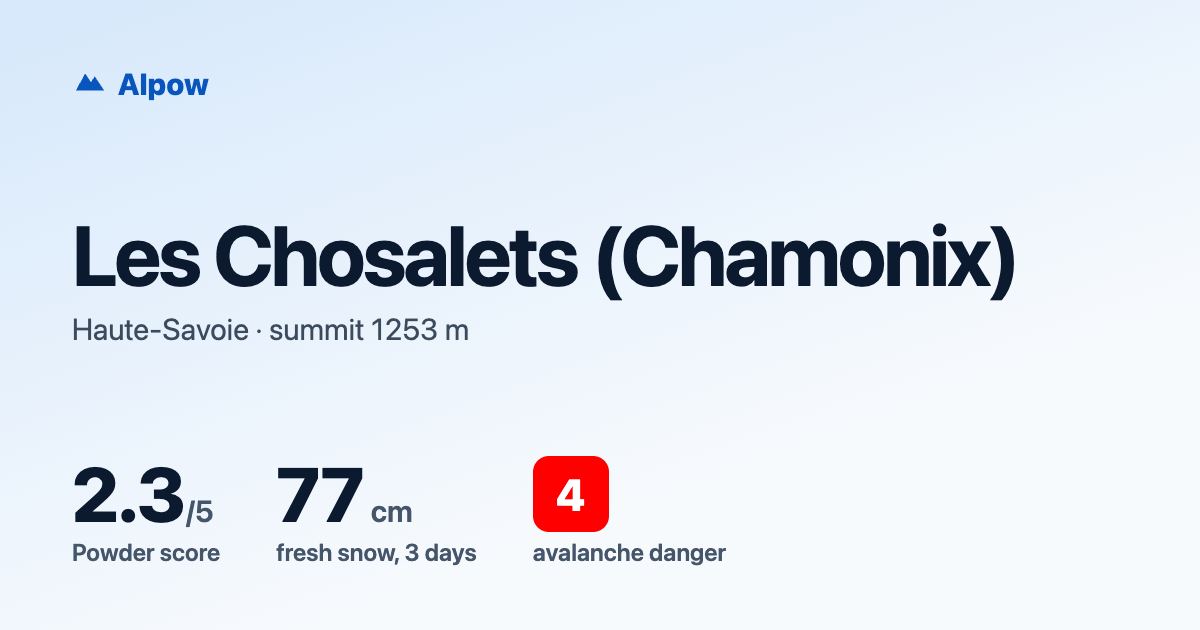 Alpow
Les Chosalets (Chamonix)
Haute-Savoie · summit 1253 m
2.3/5
Powder score
77 cm
fresh snow, 3 days
4
avalanche danger